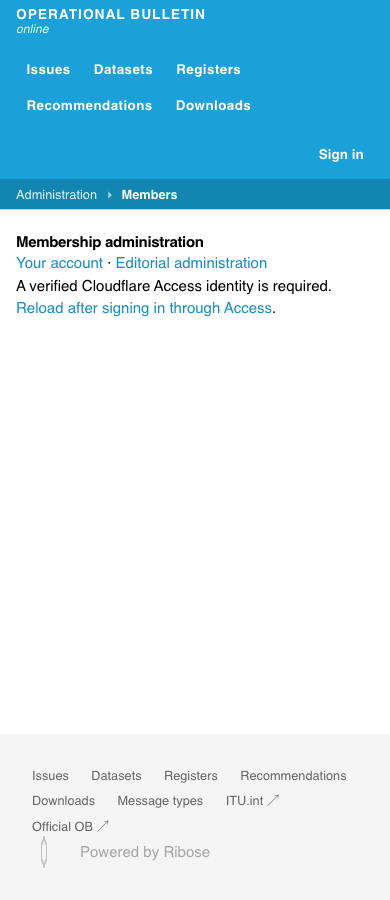 OPERATIONAL BULLETIN
online
Issues Datasets Registers
Recommendations Downloads
Sign in
Administration Members
Membership administration
Your account · Editorial administration
A verified Cloudflare Access identity is required.
Reload after signing in through Access.
Issues Datasets Registers Recommendations
Downloads Message types ITU.int ↗
Official OB ↗
Powered by Ribose